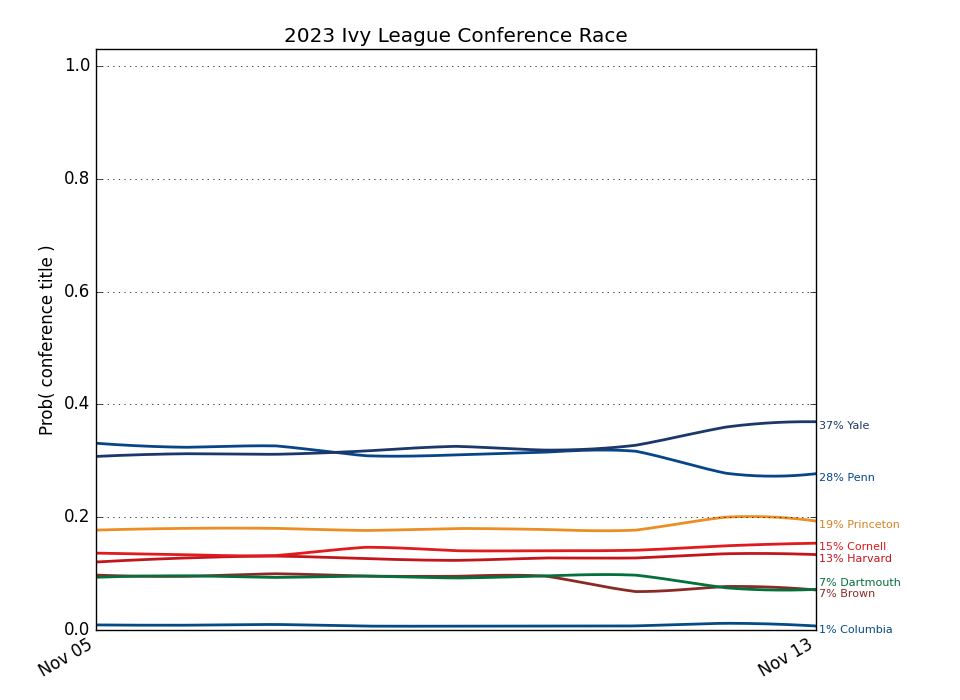 2023 Ivy League Conference Race
Prob( conference title )
1.0
0.8
0.6
0.4
0.2
0.0
37% Yale
28% Penn
19% Princeton
15% Cornell
13% Harvard
7% Dartmouth
7% Brown
1% Columbia
Nov 05
Nov 13